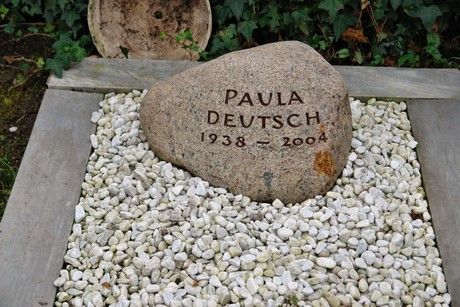 PAULA
DEUTSCH
1938 – 2004